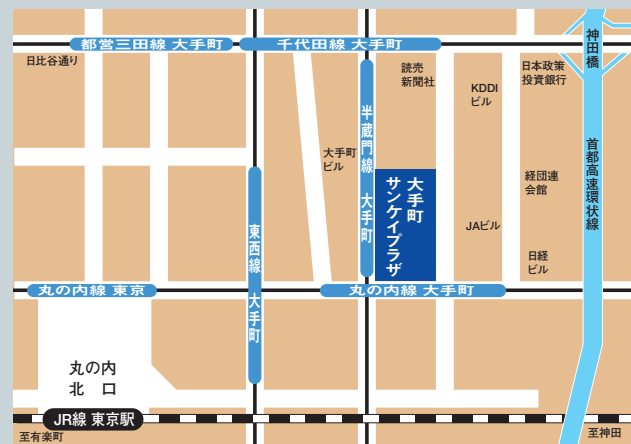 都営三田線 大手町
千代田線 大手町
神田橋
日比谷通り
読売
新聞社
KDDI
ビル
日本政策
投資銀行
半蔵門線 大手町
大手町
ビル
大手町
サンケイプラザ
首都高速環状線
経団連
会館
JAビル
日経
ビル
東西線 大手町
丸の内線 東京
丸の内線 大手町
丸の内
北 口
JR線 東京駅
至有楽町
至神田